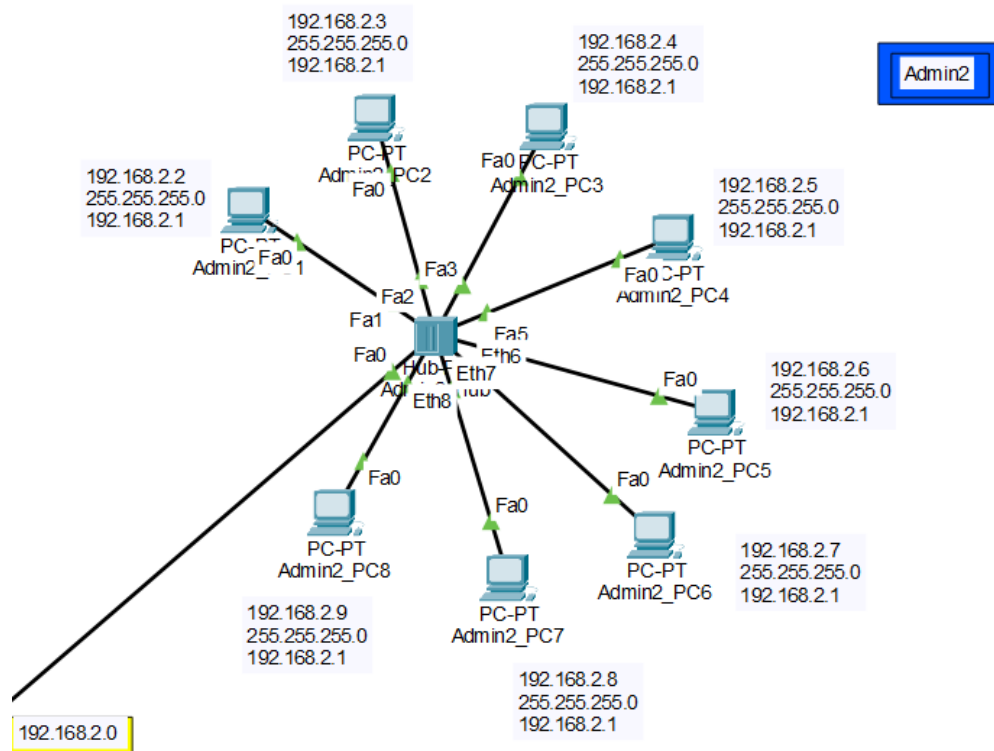 192.168.2.3
255.255.255.0
192.168.2.1
192.168.2.4
255.255.255.0
192.168.2.1
Admin2
PC-PT
Admin2_PC2
Fa0
Fa0
PC-PT
Admin2_PC3
192.168.2.2
255.255.255.0
192.168.2.1
PC-PT
Fa0
192.168.2.5
255.255.255.0
192.168.2.1
Fa0
Admin2_PC4
Fa3
Fa2
Fa1
Fa0
Fa5
Eth6
Eth7
Eth8
192.168.2.6
255.255.255.0
192.168.2.1
Fa0
PC-PT
Admin2_PC5
Fa0
PC-PT
Admin2_PC8
192.168.2.9
255.255.255.0
192.168.2.1
Fa0
PC-PT
Admin2_PC7
192.168.2.8
255.255.255.0
192.168.2.1
Fa0
PC-PT
Admin2_PC6
192.168.2.7
255.255.255.0
192.168.2.1
192.168.2.0